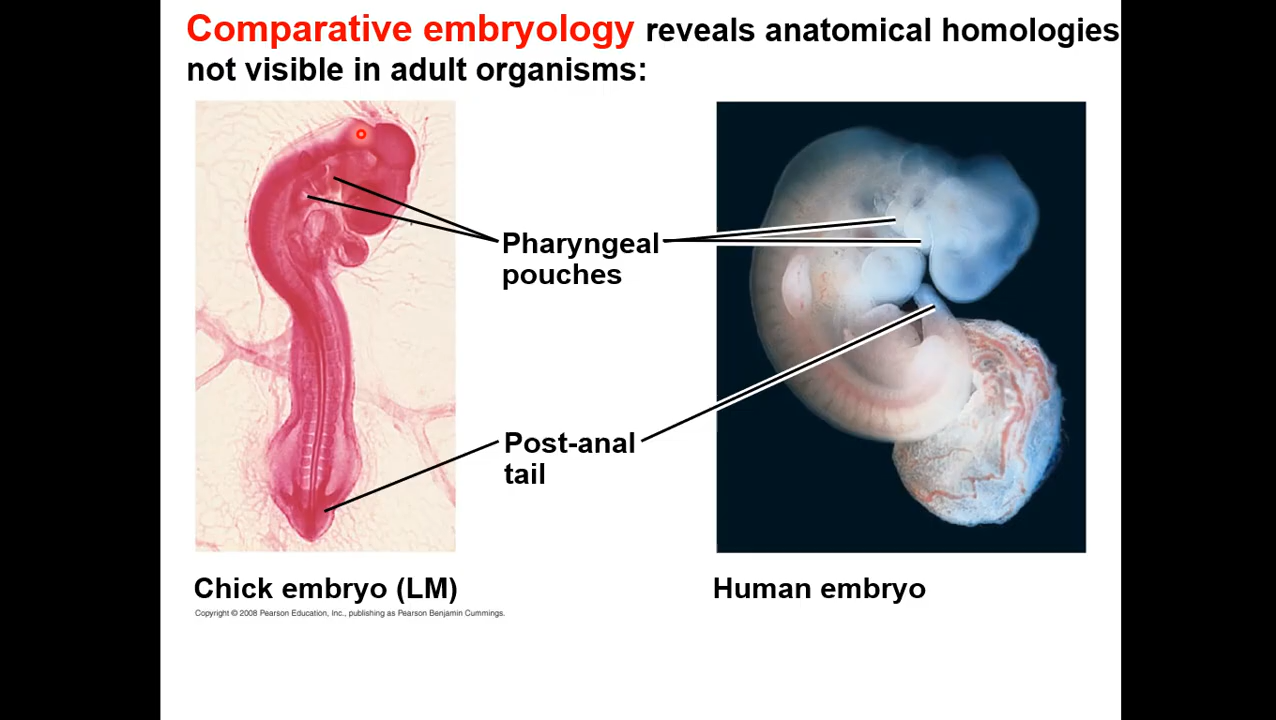 Comparative embryology reveals anatomical homologies
not visible in adult organisms:
Pharyngeal
pouches
Post-anal
tail
Chick embryo (LM)
Human embryo
Copyright © 2008 Pearson Education, Inc., publishing as Pearson Benjamin Cummings.